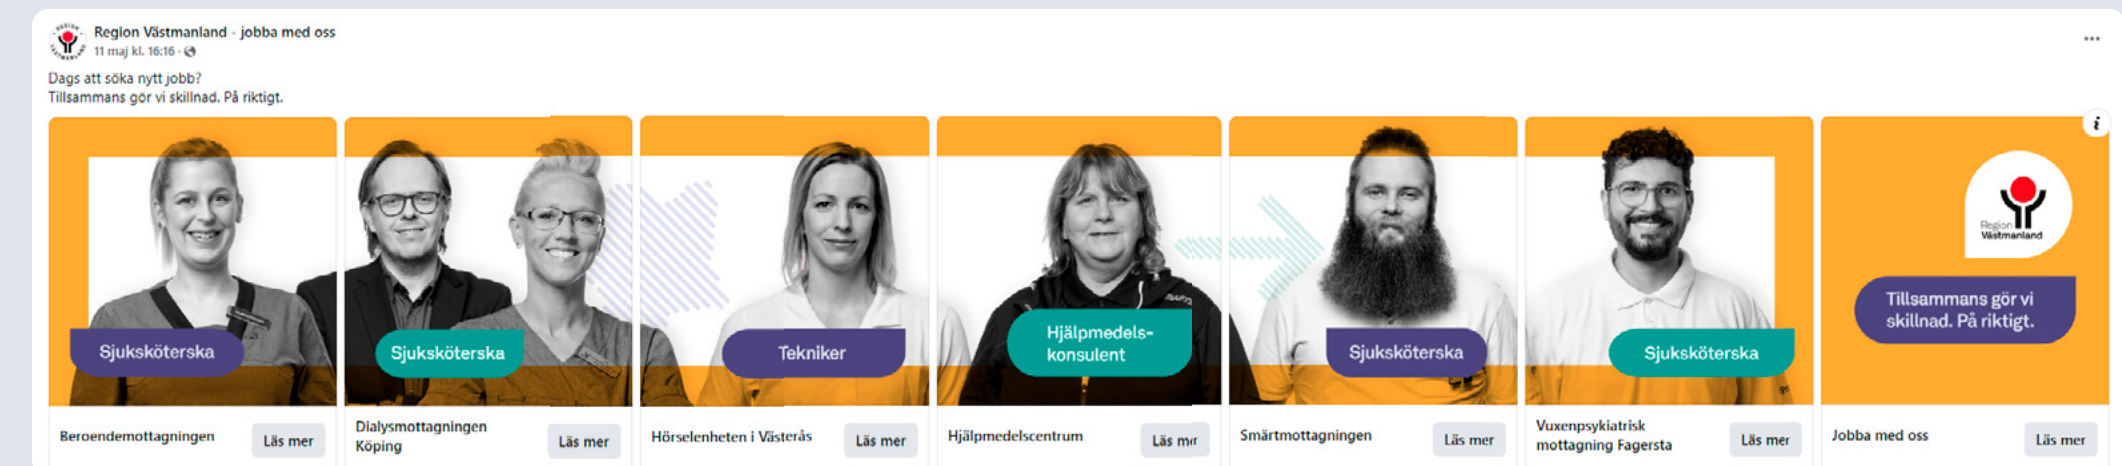 Region Västmanland - jobba med oss
11 maj kl. 16:16 ·
Dags att söka nytt jobb?
Tillsammans gör vi skillnad. På riktigt.
Sjuksköterska
Sjuksköterska
Tekniker
Hjälpmedels-
konsulent
Sjuksköterska
Sjuksköterska
Region
Västmanland
Tillsammans gör vi
skillnad. På riktigt.
Beroendemottagningen
Läs mer
Dialysmottagningen
Köping
Läs mer
Hörselenheten i Västerås
Läs mer
Hjälpmedelscentrum
Läs mer
Smärtmottagningen
Läs mer
Vuxenpsykiatrisk
mottagning Fagersta
Läs mer
Jobba med oss
Läs mer